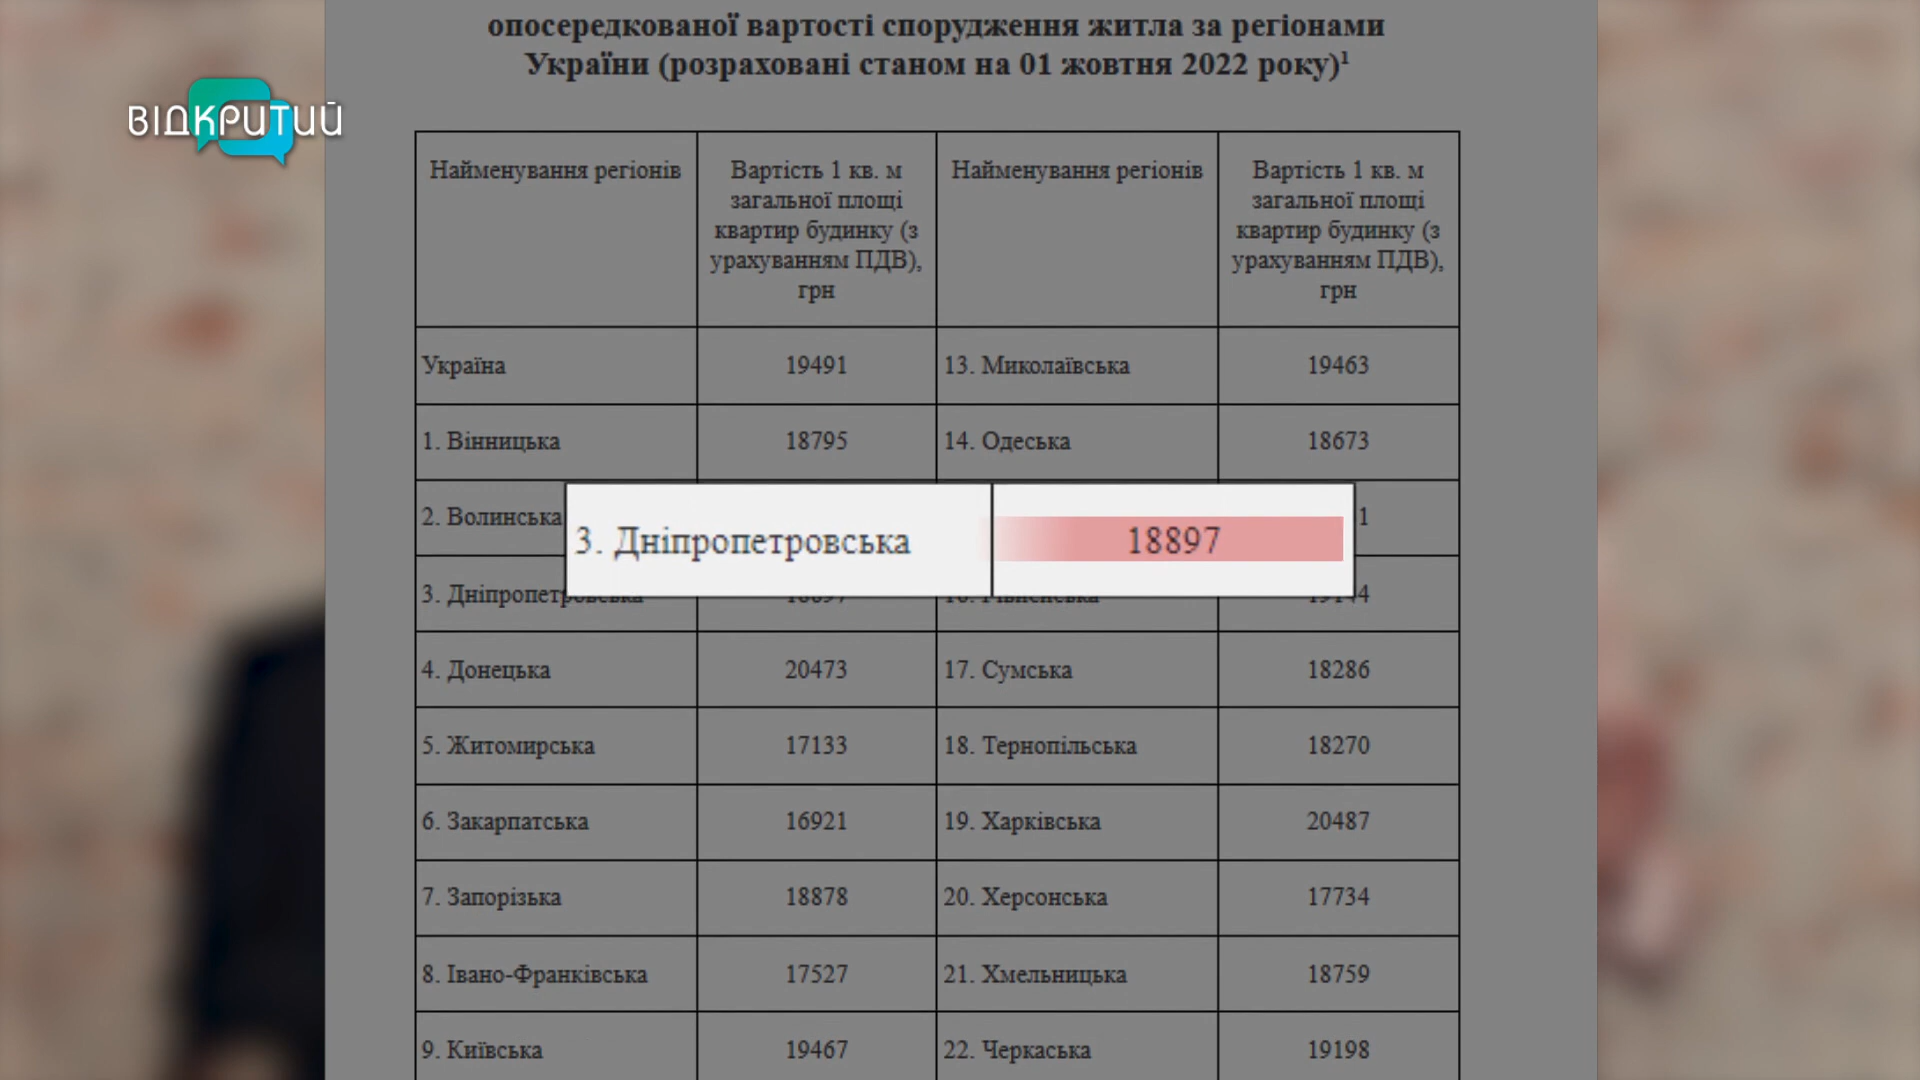 опосередкованої вартості спорудження житла за регіонами
України (розраховані станом на 01 жовтня 2022 року)¹
ВІДКРИТИЙ
Найменування регіонів
Вартість 1 кв. м
загальної площі
квартир будинку (з
урахуванням ПДВ),
грн
Найменування регіонів
Вартість 1 кв. м
загальної площі
квартир будинку (з
урахуванням ПДВ),
грн
Україна 19491 13. Миколаївська 19463
1. Вінницька 18795 14. Одеська 18673
2. Волинська
3. Дніпропетровська 18897
3. Дніпропетровська
4. Донецька 20473 17. Сумська 18286
5. Житомирська 17133 18. Тернопільська 18270
6. Закарпатська 16921 19. Харківська 20487
7. Запорізька 18878 20. Херсонська 17734
8. Івано-Франківська 17527 21. Хмельницька 18759
9. Київська 19467 22. Черкаська 19198